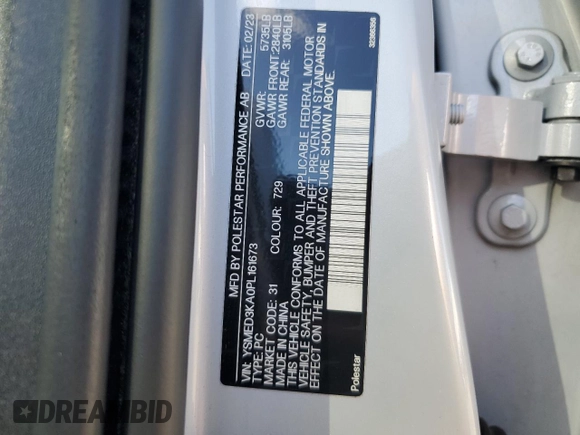 MFD BY POLESTAR PERFORMANCE AB DATE: 02/23
VIN: YSMED3KA0PL161673 GVWR: 5735LB
TYPE: PC GAWR FRONT: 2840LB
MARKET CODE: 31 COLOUR: 729 GAWR REAR: 3105LB
MADE IN CHINA
THIS VEHICLE CONFORMS TO ALL APPLICABLE FEDERAL MOTOR
VEHICLE SAFETY, BUMPER AND THEFT PREVENTION STANDARDS IN
EFFECT ON THE DATE OF MANUFACTURE SHOWN ABOVE.
Polestar
DREAMBID